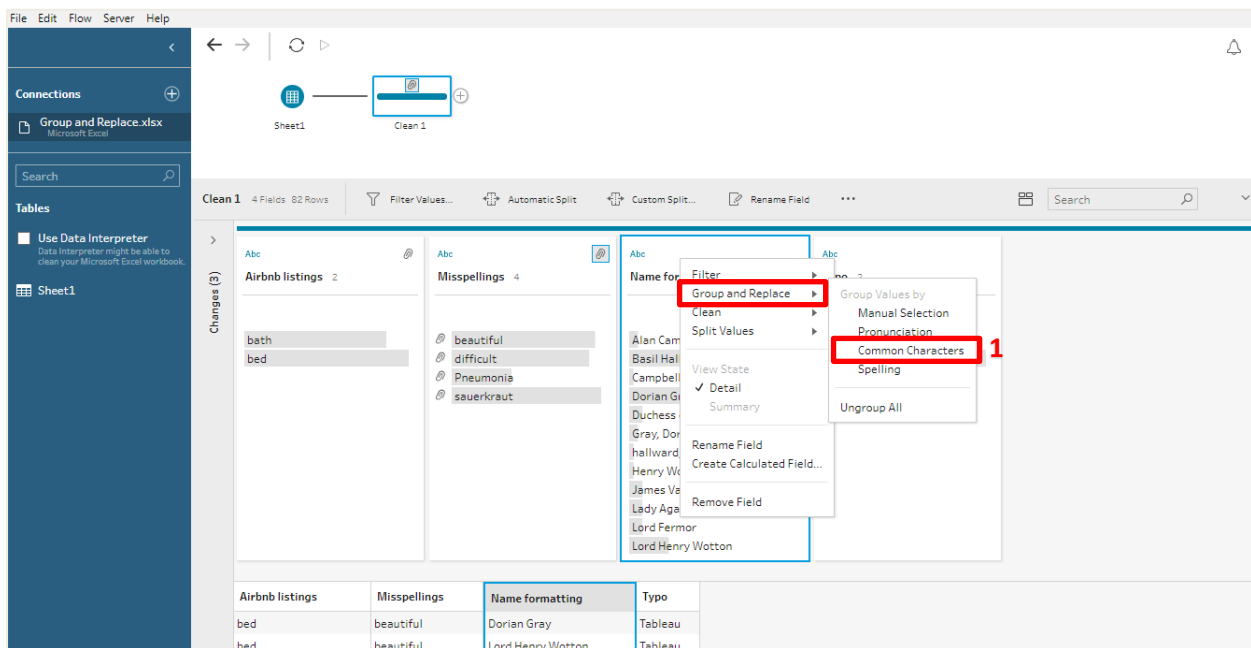 File Edit Flow Server Help
Connections
Group and Replace.xlsx
Microsoft Excel
Search
Tables
Use Data Interpreter
Data Interpreter might be able to
clean your Microsoft Excel workbook.
Sheet1
Sheet1
Clean 1
Clean 1 4 Fields 82 Rows Filter Values... Automatic Split Custom Split... Rename Field ... Search
Changes (3)
Abc
Airbnb listings 2
bath
bed
Abc
Misspellings 4
beautiful
difficult
Pneumonia
sauerkraut
Abc
Name for
Alan Cam
Basil Hal
Campbell
Dorian Gr
Duchess
Gray, Dor
hallward
Henry Wo
James Va
Lady Aga
Lord Fermor
Lord Henry Wotton
Abc
Filter
Group and Replace
Clean
Split Values
View State
Detail
Summary
Rename Field
Create Calculated Field...
Remove Field
Group Values by
Manual Selection
Pronunciation
Common Characters
Spelling
Ungroup All
1
Airbnb listings Misspellings Name formatting Typo
bed beautiful Dorian Gray Tableau
bed beautiful Lord Henry Wotton Tableau